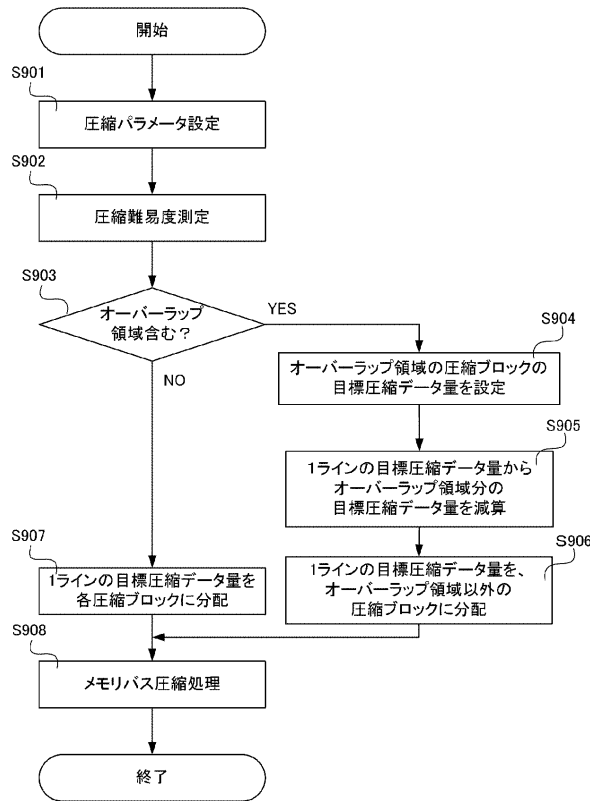 開始
S901
圧縮パラメータ設定
S902
圧縮難易度測定
S903
オーバーラップ
領域含む?
YES
NO
S904
オーバーラップ領域の圧縮ブロックの
目標圧縮データ量を設定
S905
1ラインの目標圧縮データ量から
オーバーラップ領域分の
目標圧縮データ量を減算
S906
1ラインの目標圧縮データ量を、
オーバーラップ領域以外の
圧縮ブロックに分配
S907
1ラインの目標圧縮データ量を
各圧縮ブロックに分配
S908
メモリバス圧縮処理
終了